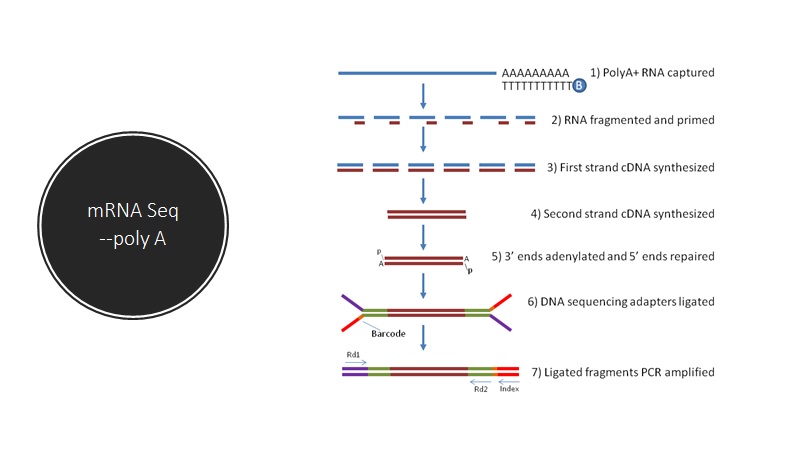 mRNA Seq
--poly A
AAAAAAAAA
TTTTTTTTTTT B
1) PolyA+ RNA captured
2) RNA fragmented and primed
3) First strand cDNA synthesized
4) Second strand cDNA synthesized
P
A
A
p
5) 3’ ends adenylated and 5’ ends repaired
6) DNA sequencing adapters ligated
Barcode
Rd1
7) Ligated fragments PCR amplified
Rd2 Index